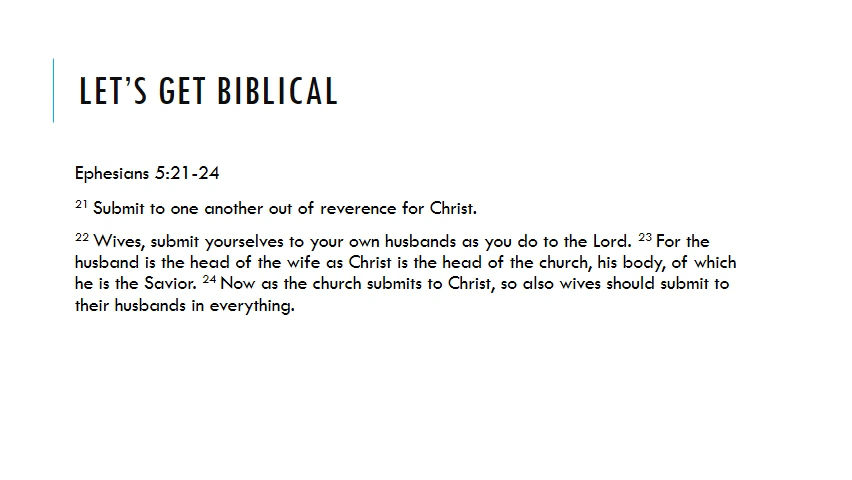 LET'S GET BIBLICAL
Ephesians 5:21-24
21 Submit to one another out of reverence for Christ.
22 Wives, submit yourselves to your own husbands as you do to the Lord. 23 For the
husband is the head of the wife as Christ is the head of the church, his body, of which
he is the Savior. 24 Now as the church submits to Christ, so also wives should submit to
their husbands in everything.